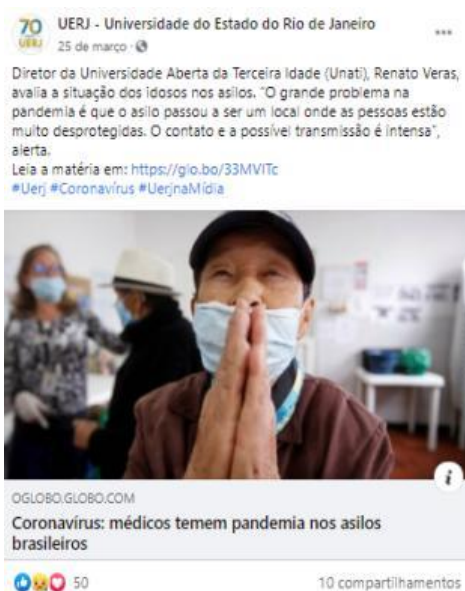 70
UERJ
UERJ - Universidade do Estado do Rio de Janeiro
25 de março ·
Diretor da Universidade Aberta da Terceira Idade (Unati), Renato Veras,
avalia a situação dos idosos nos asilos. "O grande problema na
pandemia é que o asilo passou a ser um local onde as pessoas estão
muito desprotegidas. O contato e a possível transmissão é intensa",
alerta.
Leia a matéria em: https://glo.bo/33MVITc
#Uerj #Coronavírus #UerjnaMídia
i
OGLOBO.GLOBO.COM
Coronavírus: médicos temem pandemia nos asilos
brasileiros
50
10 compartilhamentos